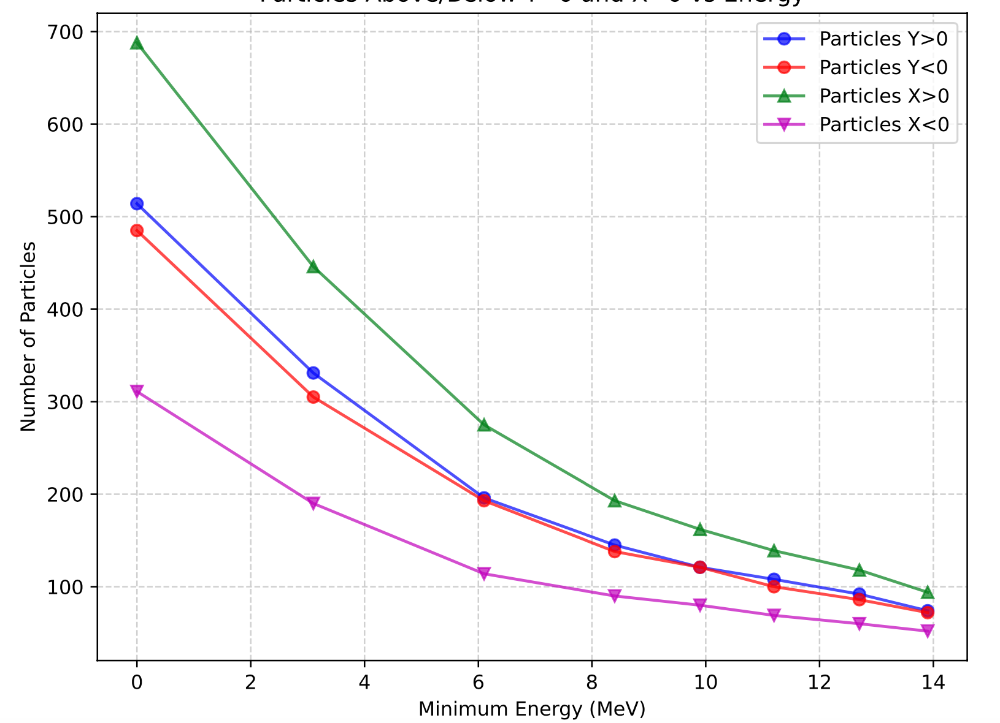 700
600
500
400
300
200
100
Number of Particles
Particles Y>0
Particles Y<0
Particles X>0
Particles X<0
0 2 4 6 8 10 12 14
Minimum Energy (MeV)